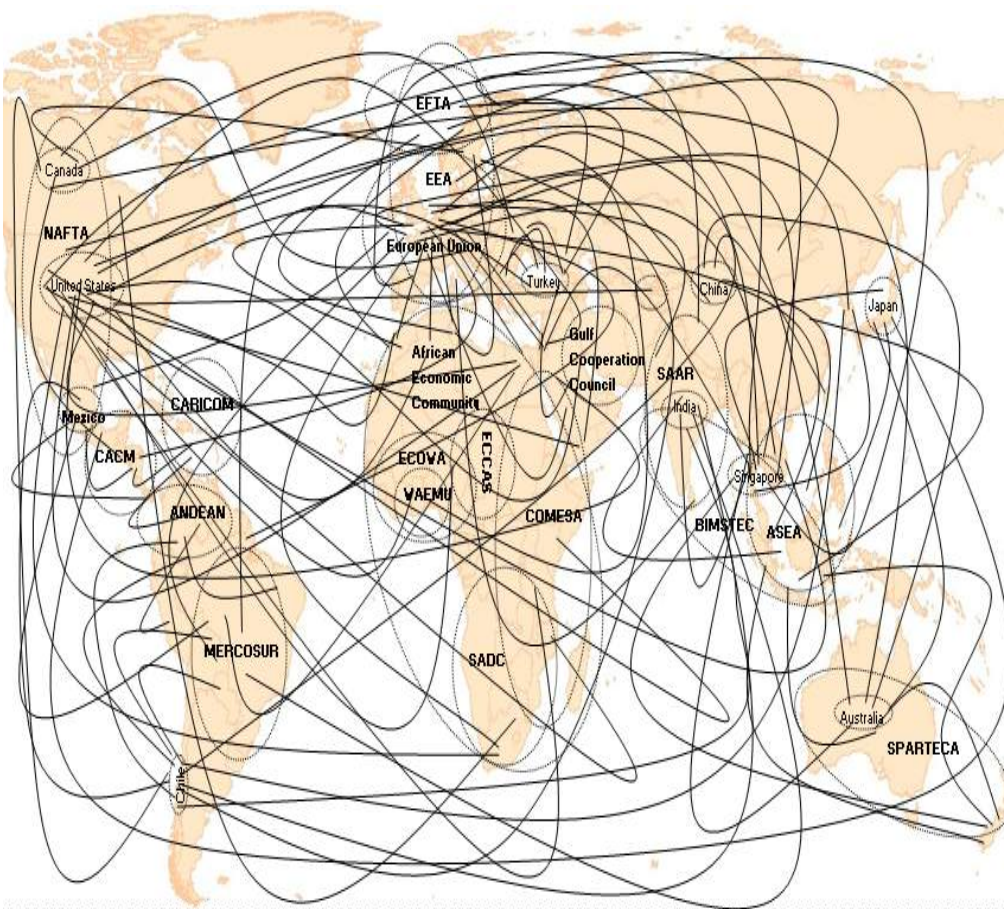 EFTA
Canada
EEA
NAFTA
European Union
United States
Turkey
China
Japan
African
Economic
Community
Gulf
Cooperation
Council
SAAR
India
Mexico
CARICOM
CACM
ECOWA
ECCAS
WAEMU
Singapore
ANDEAN
COMESA
BIMSTEC
ASEA
MERCOSUR
SADC
Australia
SPARTECA
Chile